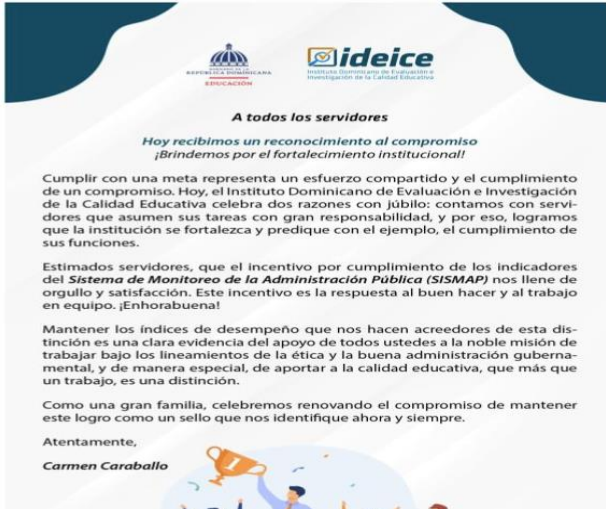 GOBIERNO DE LA
REPÚBLICA DOMINICANA
EDUCACIÓN
ideice
Instituto Dominicano de Evaluación e
Investigación de la Calidad Educativa
A todos los servidores
Hoy recibimos un reconocimiento al compromiso
¡Brindemos por el fortalecimiento institucional!
Cumplir con una meta representa un esfuerzo compartido y el cumplimiento
de un compromiso. Hoy, el Instituto Dominicano de Evaluación e Investigación
de la Calidad Educativa celebra dos razones con júbilo: contamos con servi-
dores que asumen sus tareas con gran responsabilidad, y por eso, logramos
que la institución se fortalezca y predique con el ejemplo, el cumplimiento de
sus funciones.
Estimados servidores, que el incentivo por cumplimiento de los indicadores
del Sistema de Monitoreo de la Administración Pública (SISMAP) nos llene de
orgullo y satisfacción. Este incentivo es la respuesta al buen hacer y al trabajo
en equipo. ¡Enhorabuena!
Mantener los índices de desempeño que nos hacen acreedores de esta dis-
tinción es una clara evidencia del apoyo de todos ustedes a la noble misión de
trabajar bajo los lineamientos de la ética y la buena administración guberna-
mental, y de manera especial, de aportar a la calidad educativa, que más que
un trabajo, es una distinción.
Como una gran familia, celebremos renovando el compromiso de mantener
este logro como un sello que nos identifique ahora y siempre.
Atentamente,
Carmen Caraballo
1